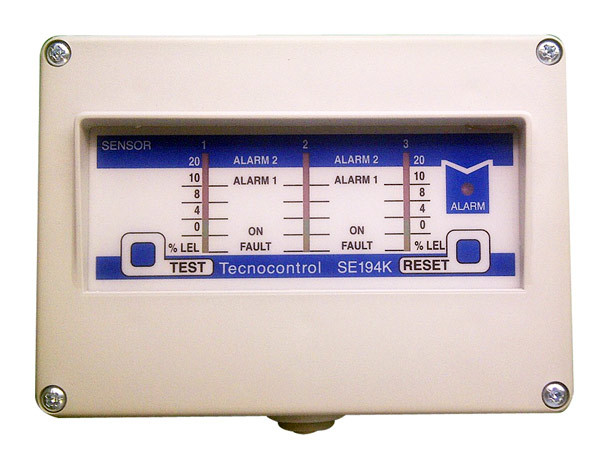 SENSOR 1 2 3
20 ALARM 2 ALARM 2 20
10 ALARM 1 ALARM 1 10
8 8
4 4
0 ON ON 0
% LEL FAULT FAULT % LEL
ALARM
TEST Tecnocontrol SE194K RESET